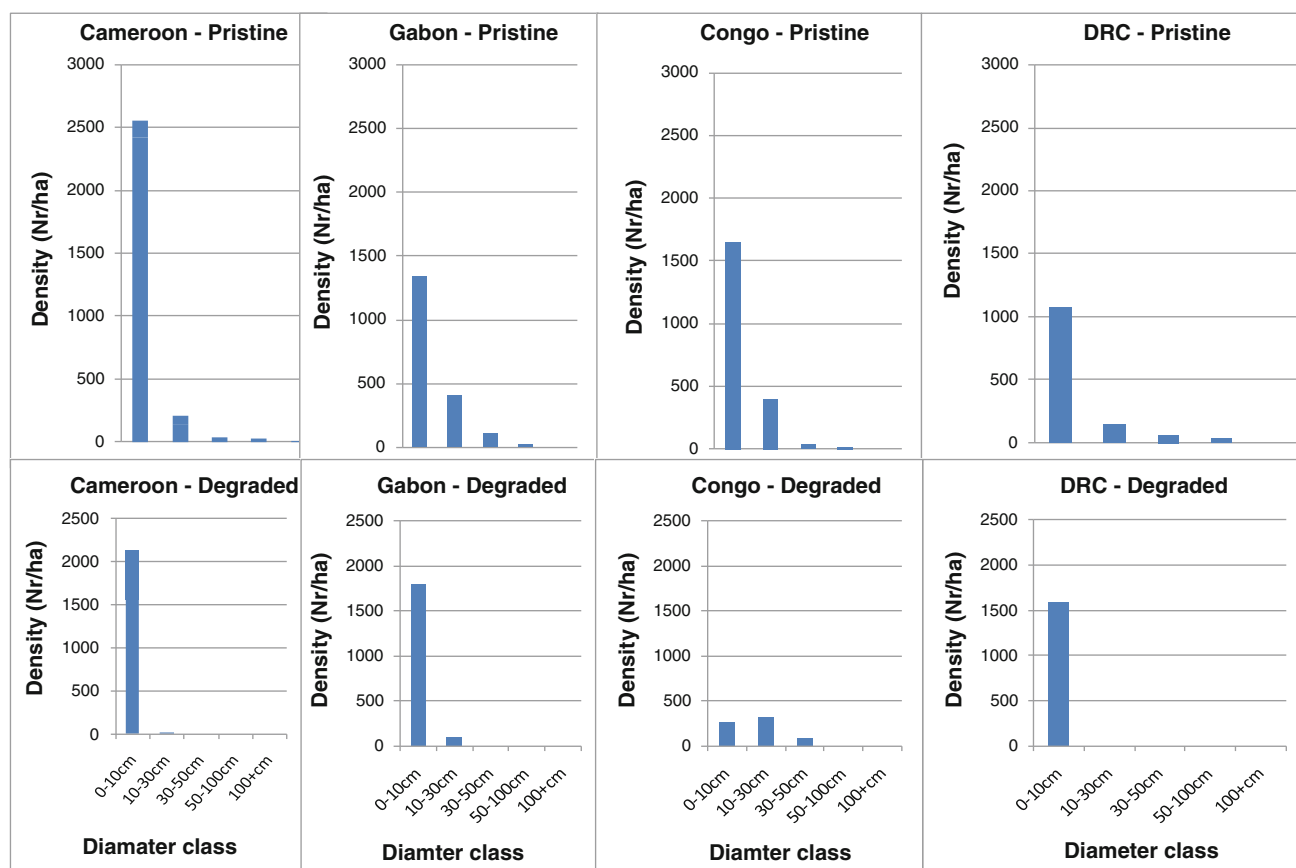 Cameroon - Pristine
3000
2500
2000
1500
1000
500
0
Density (Nr/ha)
Gabon - Pristine
3000
2500
2000
1500
1000
500
0
Density (Nr/ha)
Congo - Pristine
3000
2500
2000
1500
1000
500
0
Density (Nr/ha)
DRC - Pristine
3000
2500
2000
1500
1000
500
0
Density (Nr/ha)
Cameroon - Degraded
2500
2000
1500
1000
500
0
Density (Nr/ha)
0-10cm
10-30cm
30-50cm
50-100cm
100+cm
Diamater class
Gabon - Degraded
2500
2000
1500
1000
500
0
Density (Nr/ha)
0-10cm
10-30cm
30-50cm
50-100cm
100+cm
Diamter class
Congo - Degraded
2500
2000
1500
1000
500
0
Density (Nr/ha)
0-10cm
10-30cm
30-50cm
50-100cm
100+cm
Diamter class
DRC - Degraded
2500
2000
1500
1000
500
0
Density (Nr/ha)
0-10cm
10-30cm
30-50cm
50-100cm
100+cm
Diameter class